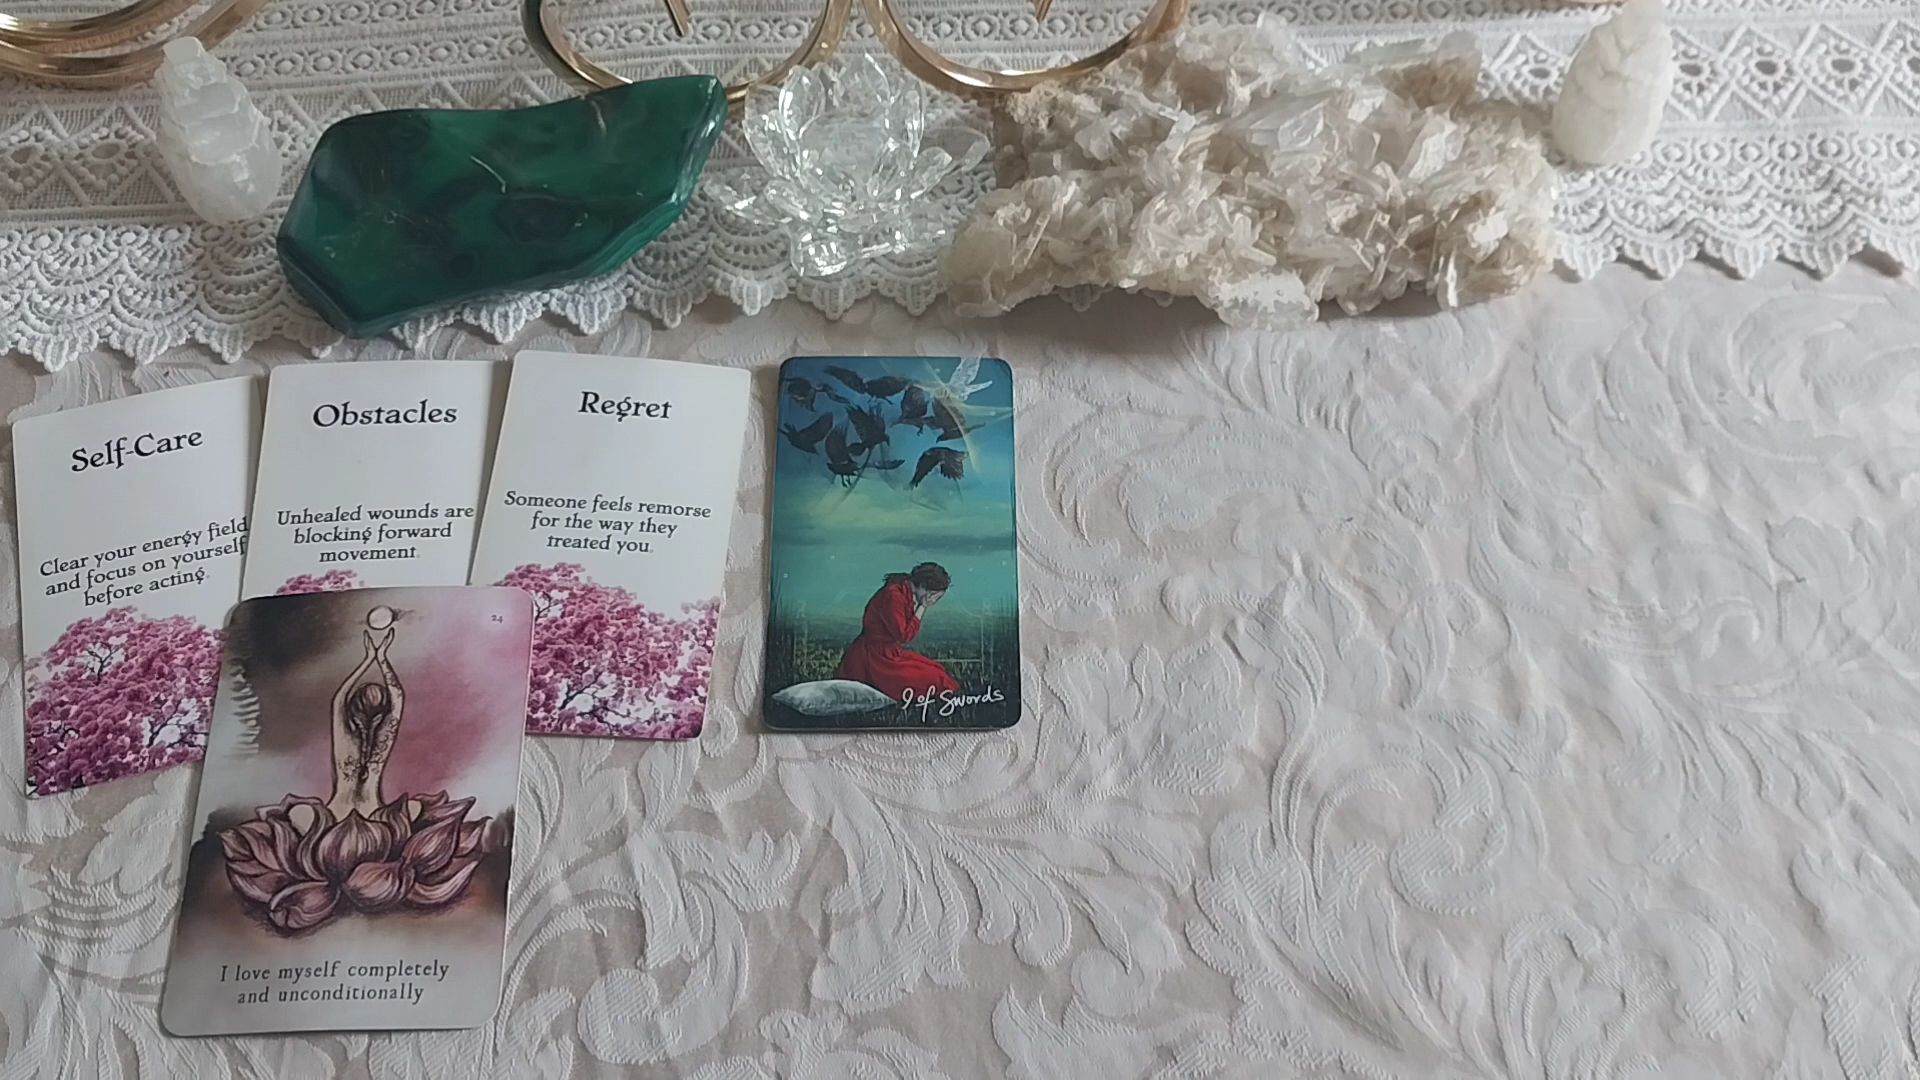 Self-Care
Clear your energy field
and focus on yourself
before acting.
Obstacles
Unhealed wounds are
blocking forward
movement.
Regret
Someone feels remorse
for the way they
treated you.
9 of Swords
24
I love myself completely
and unconditionally